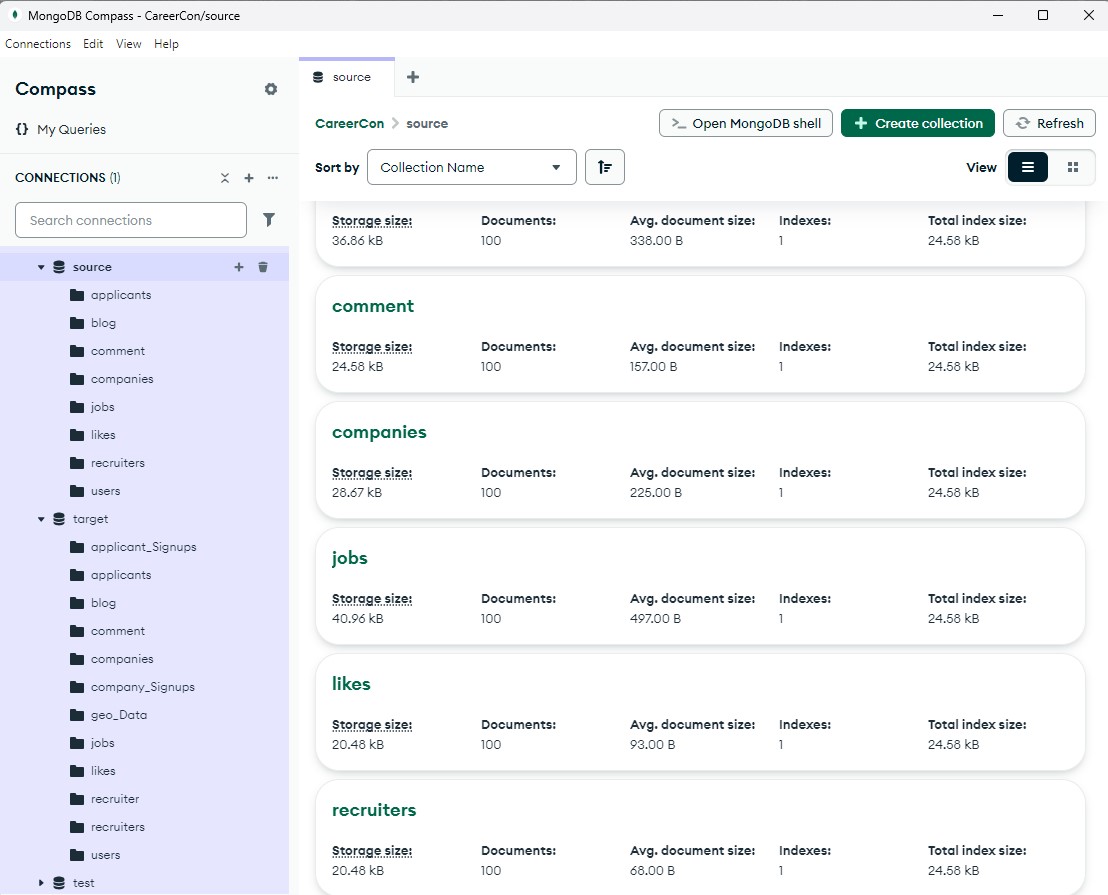 MongoDB Compass - CareerCon/source
Connections Edit View Help
Compass
{} My Queries
CONNECTIONS (1)
Search connections
source
applicants
blog
comment
companies
jobs
likes
recruiters
users
target
applicant_Signups
applicants
blog
comment
companies
company_Signups
geo_Data
jobs
likes
recruiter
recruiters
users
test
source
CareerCon > source
>_ Open MongoDB shell
+ Create collection
Refresh
Sort by Collection Name
View
Storage size: Documents: Avg. document size: Indexes: Total index size:
36.86 kB 100 338.00 B 1 24.58 kB
comment
Storage size: Documents: Avg. document size: Indexes: Total index size:
24.58 kB 100 157.00 B 1 24.58 kB
companies
Storage size: Documents: Avg. document size: Indexes: Total index size:
28.67 kB 100 225.00 B 1 24.58 kB
jobs
Storage size: Documents: Avg. document size: Indexes: Total index size:
40.96 kB 100 497.00 B 1 24.58 kB
likes
Storage size: Documents: Avg. document size: Indexes: Total index size:
20.48 kB 100 93.00 B 1 24.58 kB
recruiters
Storage size: Documents: Avg. document size: Indexes: Total index size:
20.48 kB 100 68.00 B 1 24.58 kB